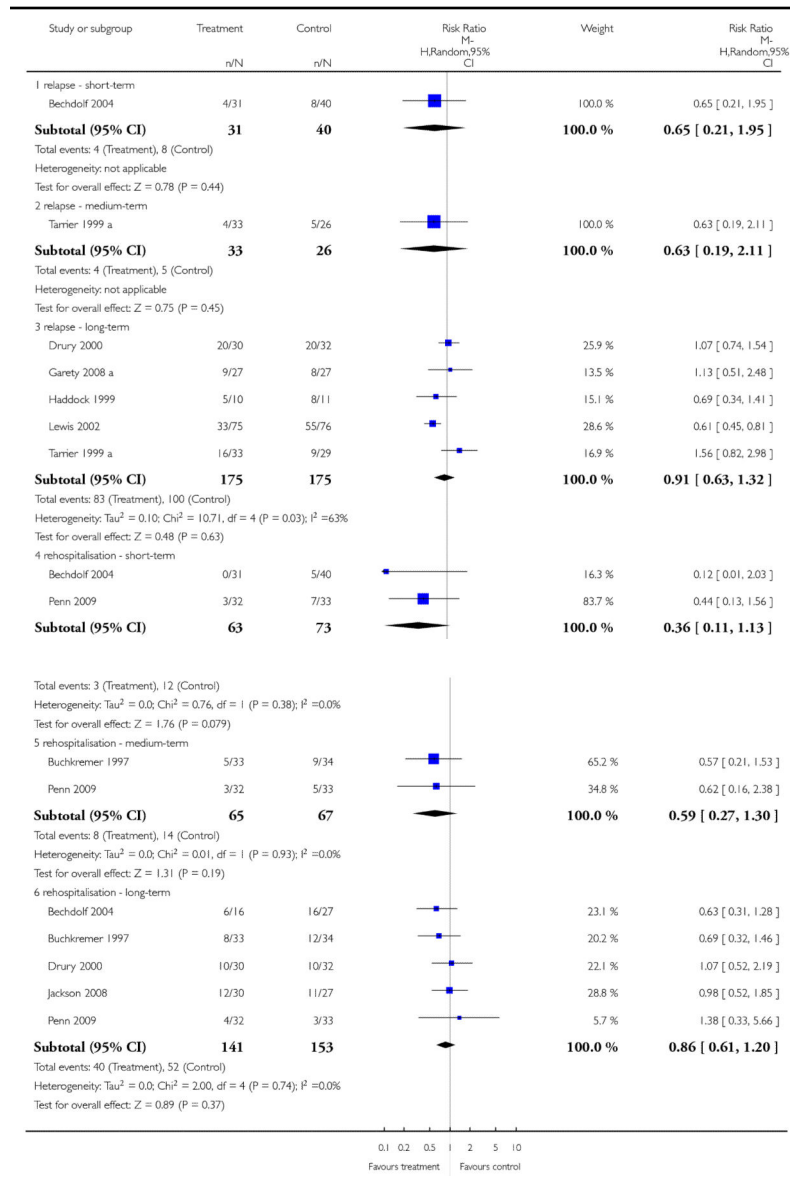 Study or subgroup Treatment Control Risk Ratio Weight Risk Ratio
M- M-
H,Random,95% H,Random,95%
n/N n/N CI CI
1 relapse - short-term
Bechdolf 2004 4/31 8/40 100.0 % 0.65 [ 0.21, 1.95 ]
Subtotal (95% CI) 31 40 100.0 % 0.65 [ 0.21, 1.95 ]
Total events: 4 (Treatment), 8 (Control)
Heterogeneity: not applicable
Test for overall effect: Z = 0.78 (P = 0.44)
2 relapse - medium-term
Tarrier 1999 a 4/33 5/26 100.0 % 0.63 [ 0.19, 2.11 ]
Subtotal (95% CI) 33 26 100.0 % 0.63 [ 0.19, 2.11 ]
Total events: 4 (Treatment), 5 (Control)
Heterogeneity: not applicable
Test for overall effect: Z = 0.75 (P = 0.45)
3 relapse - long-term
Drury 2000 20/30 20/32 25.9 % 1.07 [ 0.74, 1.54 ]
Garety 2008 a 9/27 8/27 13.5 % 1.13 [ 0.51, 2.48 ]
Haddock 1999 5/10 8/11 15.1 % 0.69 [ 0.34, 1.41 ]
Lewis 2002 33/75 55/76 28.6 % 0.61 [ 0.45, 0.81 ]
Tarrier 1999 a 16/33 9/29 16.9 % 1.56 [ 0.82, 2.98 ]
Subtotal (95% CI) 175 175 100.0 % 0.91 [ 0.63, 1.32 ]
Total events: 83 (Treatment), 100 (Control)
Heterogeneity: Tau² = 0.10; Chi² = 10.71, df = 4 (P = 0.03); I² =63%
Test for overall effect: Z = 0.48 (P = 0.63)
4 rehospitalisation - short-term
Bechdolf 2004 0/31 5/40 16.3 % 0.12 [ 0.01, 2.03 ]
Penn 2009 3/32 7/33 83.7 % 0.44 [ 0.13, 1.56 ]
Subtotal (95% CI) 63 73 100.0 % 0.36 [ 0.11, 1.13 ]
Total events: 3 (Treatment), 12 (Control)
Heterogeneity: Tau² = 0.0; Chi² = 0.76, df = 1 (P = 0.38); I² =0.0%
Test for overall effect: Z = 1.76 (P = 0.079)
5 rehospitalisation - medium-term
Buchkremer 1997 5/33 9/34 65.2 % 0.57 [ 0.21, 1.53 ]
Penn 2009 3/32 5/33 34.8 % 0.62 [ 0.16, 2.38 ]
Subtotal (95% CI) 65 67 100.0 % 0.59 [ 0.27, 1.30 ]
Total events: 8 (Treatment), 14 (Control)
Heterogeneity: Tau² = 0.0; Chi² = 0.01, df = 1 (P = 0.93); I² =0.0%
Test for overall effect: Z = 1.31 (P = 0.19)
6 rehospitalisation - long-term
Bechdolf 2004 6/16 16/27 23.1 % 0.63 [ 0.31, 1.28 ]
Buchkremer 1997 8/33 12/34 20.2 % 0.69 [ 0.32, 1.46 ]
Drury 2000 10/30 10/32 22.1 % 1.07 [ 0.52, 2.19 ]
Jackson 2008 12/30 11/27 28.8 % 0.98 [ 0.52, 1.85 ]
Penn 2009 4/32 3/33 5.7 % 1.38 [ 0.33, 5.66 ]
Subtotal (95% CI) 141 153 100.0 % 0.86 [ 0.61, 1.20 ]
Total events: 40 (Treatment), 52 (Control)
Heterogeneity: Tau² = 0.0; Chi² = 2.00, df = 4 (P = 0.74); I² =0.0%
Test for overall effect: Z = 0.89 (P = 0.37)
0.1 0.2 0.5 1 2 5 10
Favours treatment Favours control